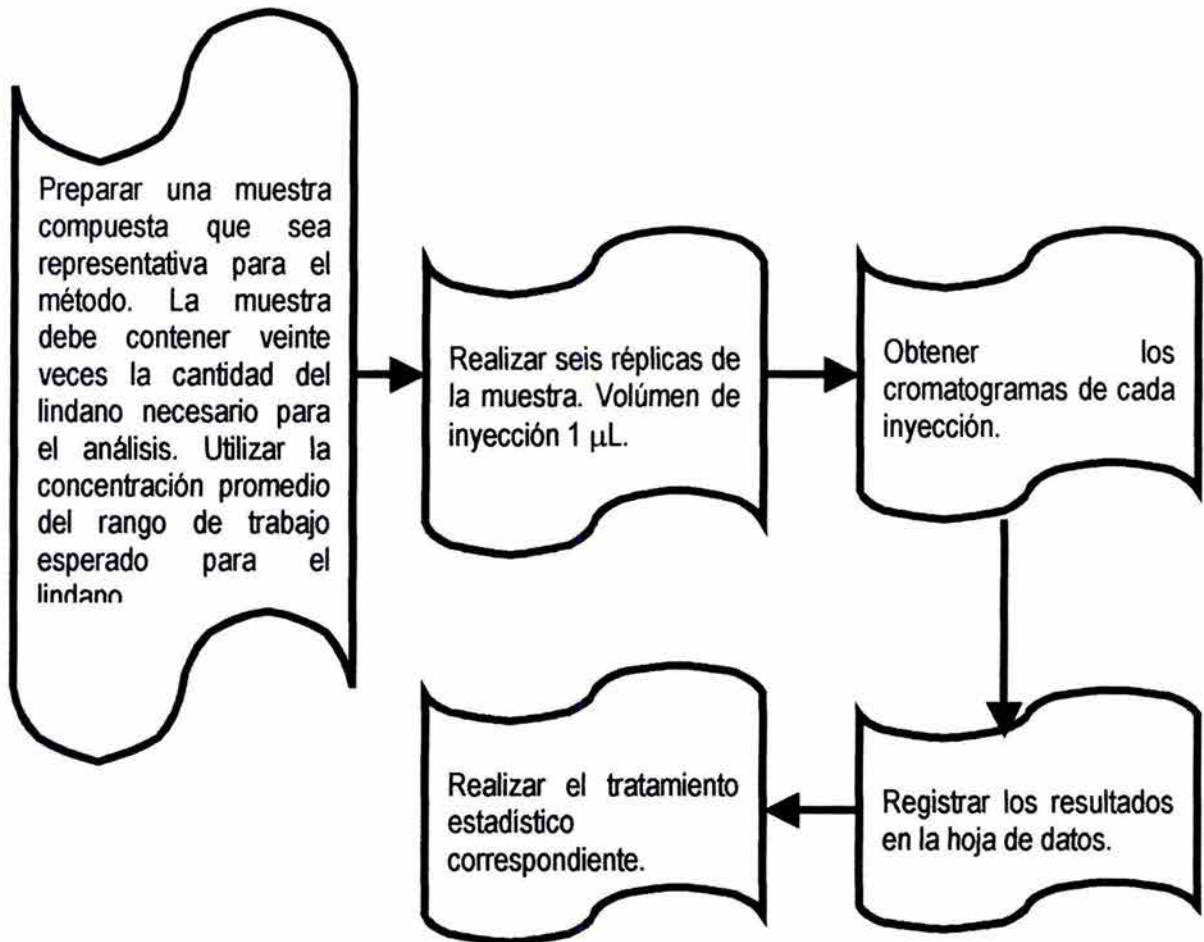 Preparar una muestra
compuesta que sea
representativa para el
método. La muestra
debe contener veinte
veces la cantidad del
lindano necesario para
el análisis. Utilizar la
concentración promedio
del rango de trabajo
esperado para el
lindano
Realizar seis réplicas de
la muestra. Volúmen de
inyección 1 μL.
Obtener los
cromatogramas de cada
inyección.
Registrar los resultados
en la hoja de datos.
Realizar el tratamiento
estadístico
correspondiente.